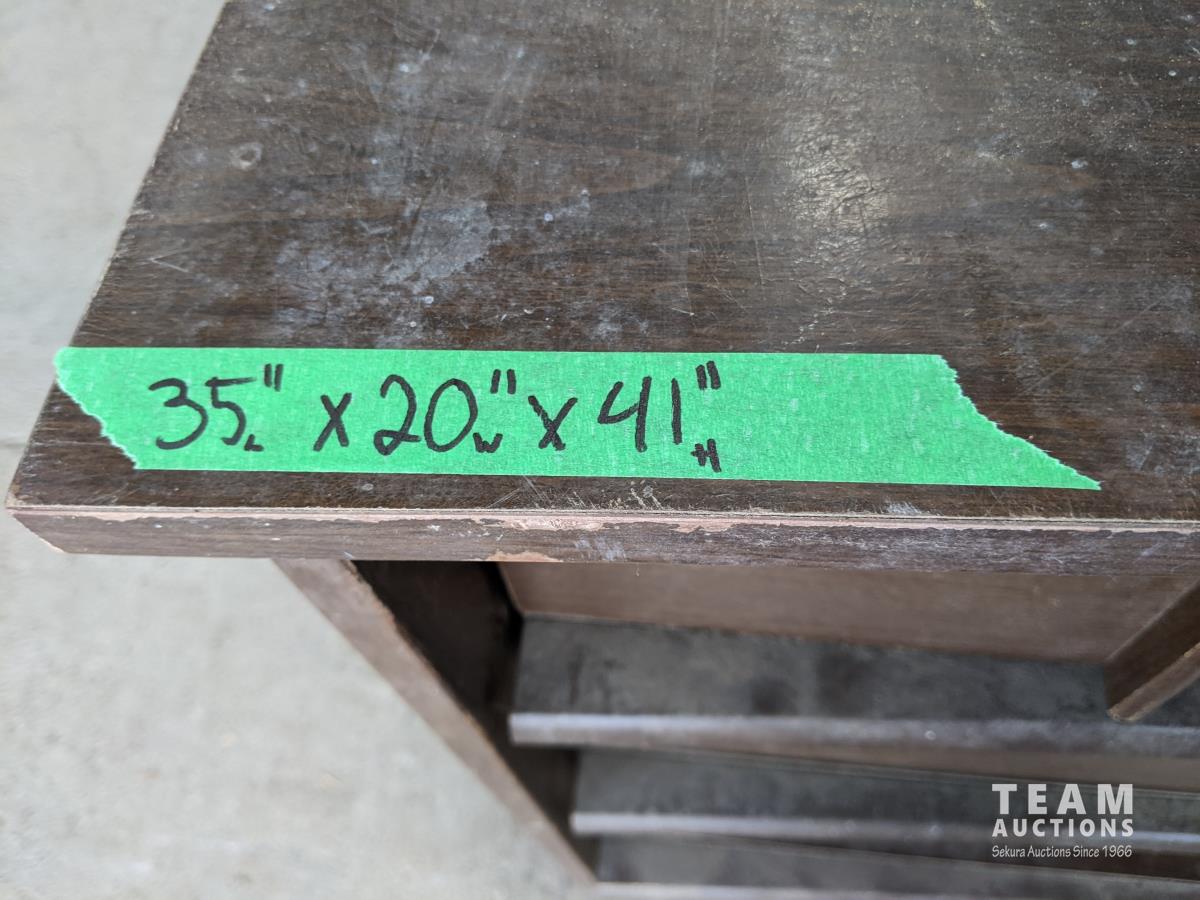 35"L x 20"W x 41"H
TEAM
AUCTIONS
Sekura Auctions Since 1966